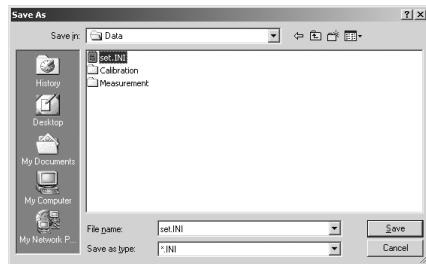 Save As
Save in: Data
set.INI
Calibration
Measurement
History
Desktop
My Documents
My Computer
My Network P...
File name: set.INI Save
Save as type: *.INI Cancel